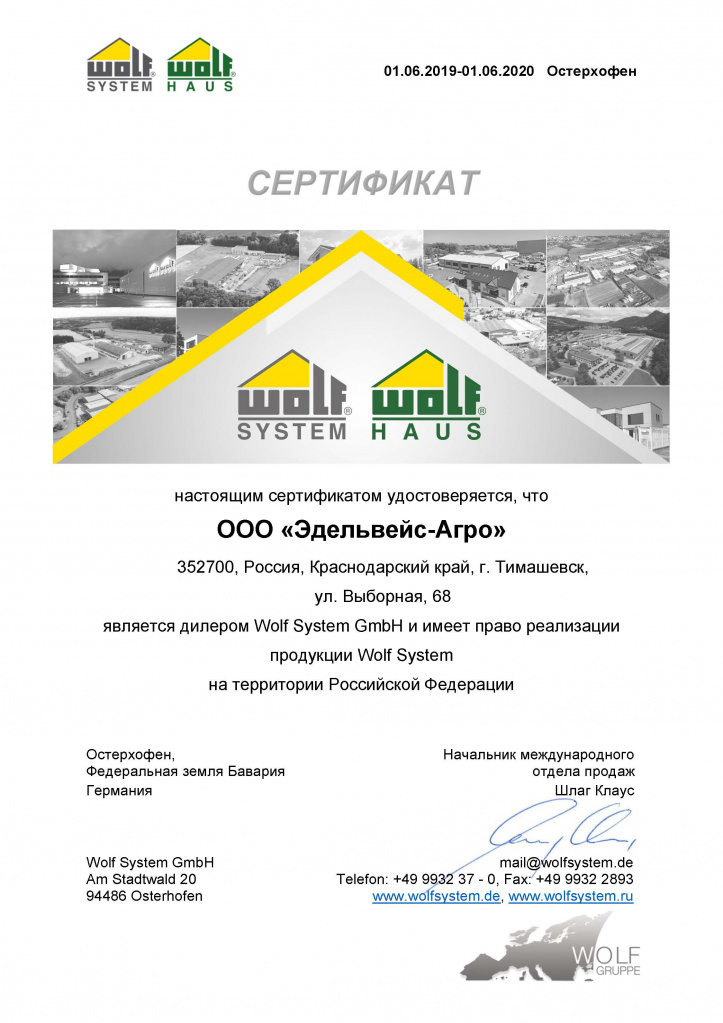 wolf SYSTEM wolf HAUS
01.06.2019-01.06.2020 Остерхофен
СЕРТИФИКАТ
wolf® wolf®
SYSTEM HAUS
настоящим сертификатом удостоверяется, что
ООО «Эдельвейс-Агро»
352700, Россия, Краснодарский край, г. Тимашевск,
ул. Выборная, 68
является дилером Wolf System GmbH и имеет право реализации
продукции Wolf System
на территории Российской Федерации
Остерхофен,
Федеральная земля Бавария
Германия
Начальник международного
отдела продаж
Шлаг Клаус
Wolf System GmbH
Am Stadtwald 20
94486 Osterhofen
mail@wolfsystem.de
Telefon: +49 9932 37 - 0, Fax: +49 9932 2893
www.wolfsystem.de, www.wolfsystem.ru
WOLF
GRUPPE